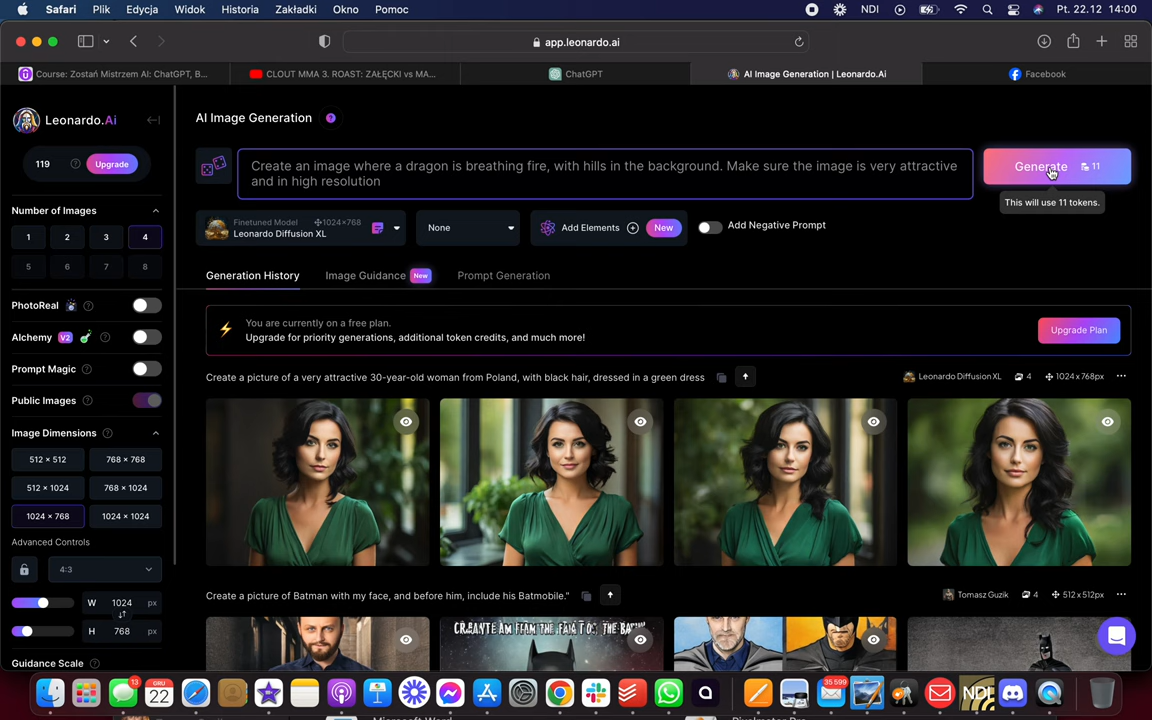 Safari Plik Edycja Widok Historia Zakładki Okno Pomoc NDI Pt. 22.12 14:00
app.leonardo.ai
Course: Zostań Mistrzem AI: ChatGPT, B...
CLOUT MMA 3. ROAST: ZAŁĘCKI vs MA...
ChatGPT
AI Image Generation | Leonardo.Ai
Facebook
Leonardo.Ai
119 Upgrade
Number of Images
1 2 3 4
5 6 7 8
PhotoReal
Alchemy V2
Prompt Magic
Public Images
Image Dimensions
512 × 512 768 × 768
512 × 1024 768 × 1024
1024 × 768 1024 × 1024
Advanced Controls
4:3
W 1024 px
H 768 px
Guidance Scale
AI Image Generation
Create an image where a dragon is breathing fire, with hills in the background. Make sure the image is very attractive
and in high resolution
Generate 11
This will use 11 tokens.
Finetuned Model 1024×768
Leonardo Diffusion XL
None
Add Elements New
Add Negative Prompt
Generation History Image Guidance New Prompt Generation
You are currently on a free plan.
Upgrade for priority generations, additional token credits, and much more!
Upgrade Plan
Create a picture of a very attractive 30-year-old woman from Poland, with black hair, dressed in a green dress
Leonardo Diffusion XL 4 1024 x 768px
Create a picture of Batman with my face, and before him, include his Batmobile."
Tomasz Guzik 4 512 x 512px
13
GRU
22
35 599
NDI